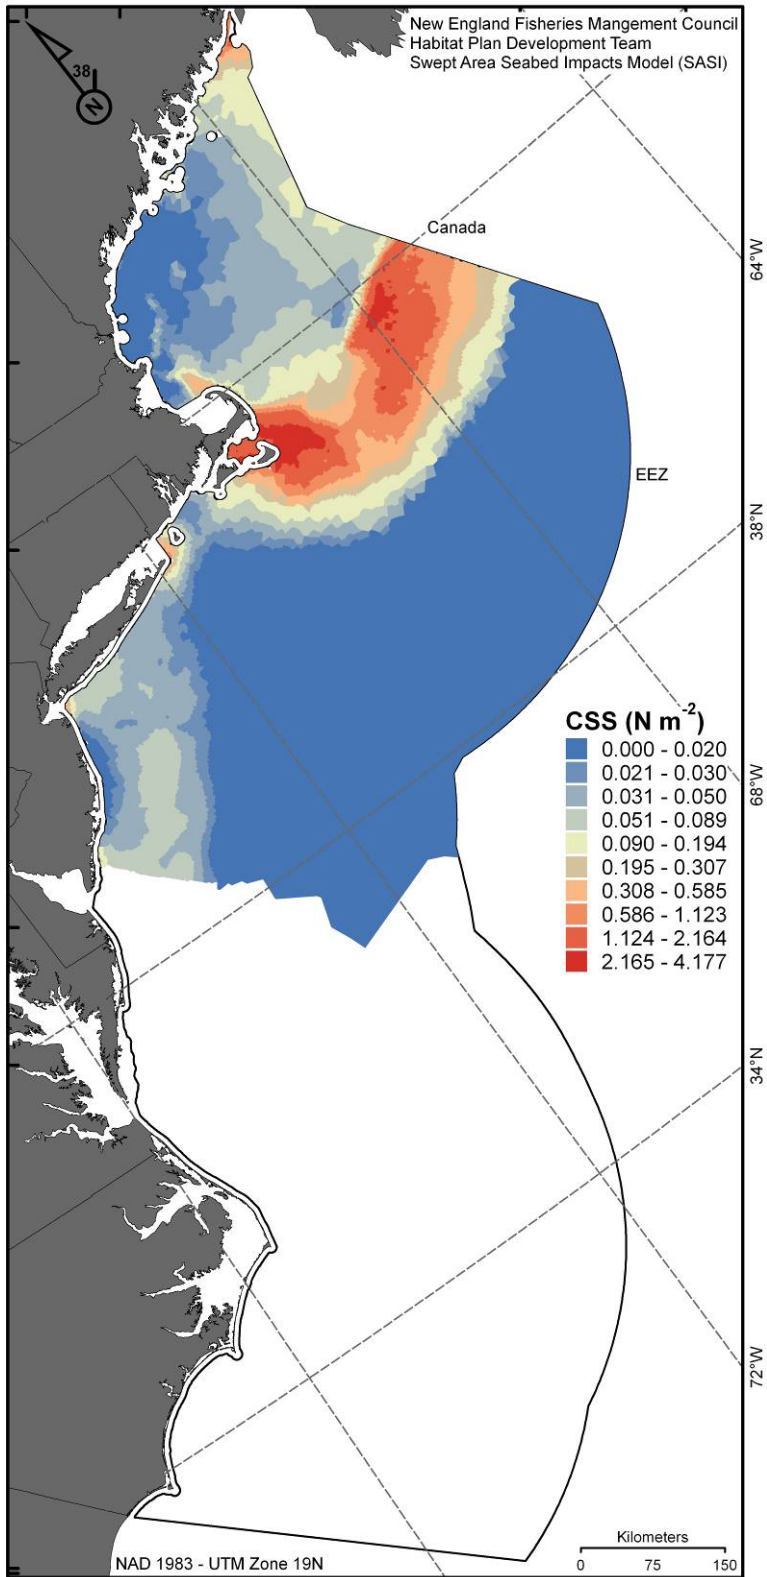 New England Fisheries Mangement Council
Habitat Plan Development Team
Swept Area Seabed Impacts Model (SASI)
38
N
Canada
64°W
EEZ
38°N
CSS (N m⁻²)
0.000 - 0.020
0.021 - 0.030
0.031 - 0.050
0.051 - 0.089
0.090 - 0.194
0.195 - 0.307
0.308 - 0.585
0.586 - 1.123
1.124 - 2.164
2.165 - 4.177
68°W
34°N
72°W
Kilometers
0 75 150
NAD 1983 - UTM Zone 19N